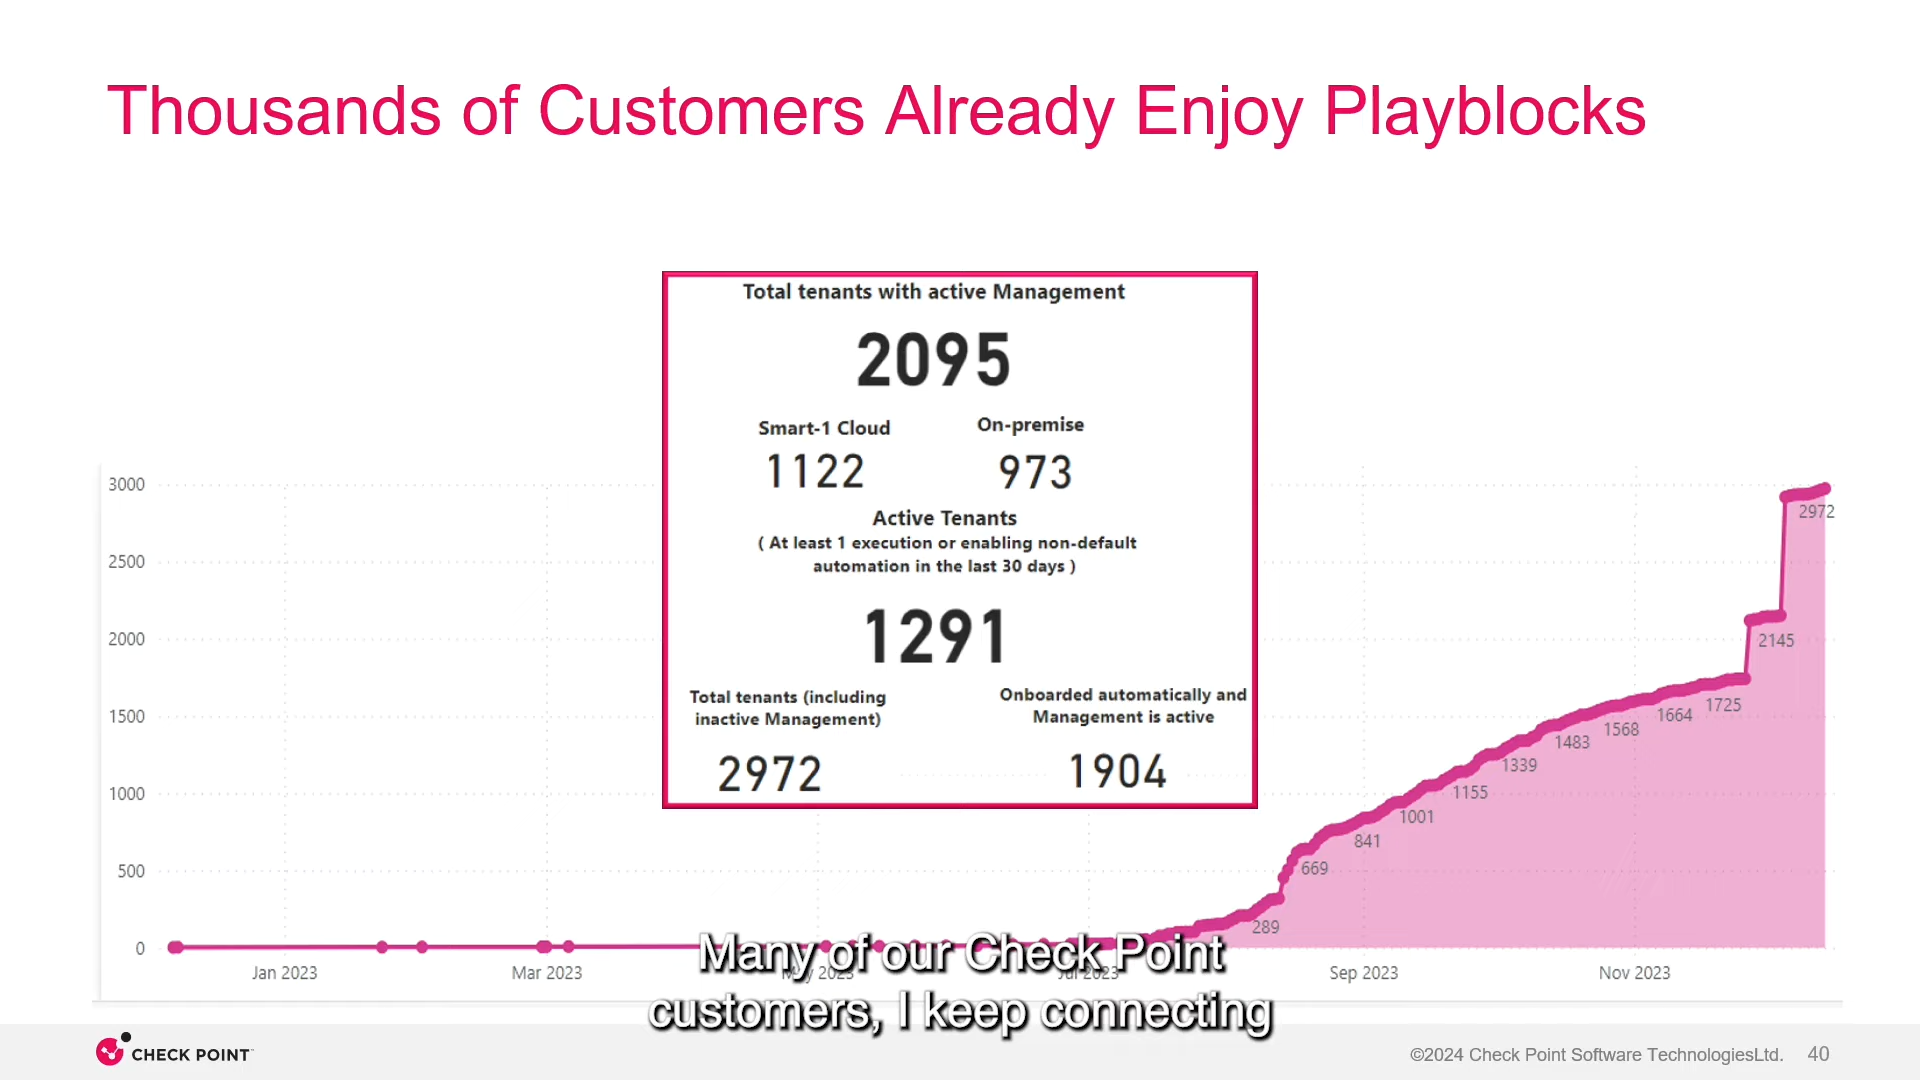 Thousands of Customers Already Enjoy Playblocks
Total tenants with active Management
2095
Smart-1 Cloud
On-premise
1122
973
Active Tenants
( At least 1 execution or enabling non-default
automation in the last 30 days )
1291
Total tenants (including
inactive Management)
Onboarded automatically and
Management is active
2972
1904
3000
2500
2000
1500
1000
500
0
289
669
841
1001
1155
1339
1483
1568
1664
1725
2145
2972
Jan 2023
Mar 2023
May 2023
Jul 2023
Sep 2023
Nov 2023
Many of our Check Point
customers, I keep connecting
CHECK POINT
©2024 Check Point Software TechnologiesLtd.
40